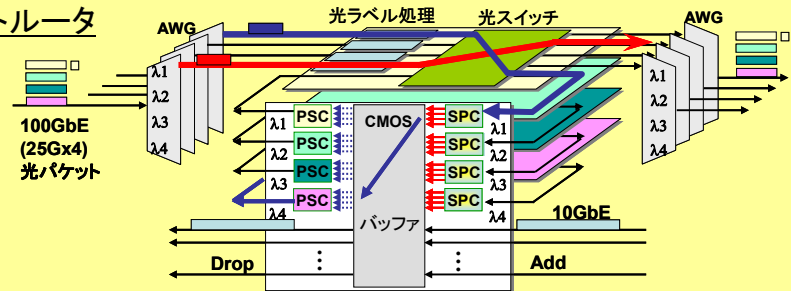 トルータ
AWG
光ラベル処理
光スイッチ
AWG
λ1
λ2
λ3
λ4
100GbE
(25Gx4)
光パケット
λ1
λ2
λ3
λ4
PSC
PSC
PSC
PSC
CMOS
バッファ
SPC
SPC
SPC
SPC
λ1
λ2
λ3
λ4
λ1
λ2
λ3
λ4
10GbE
Drop
⋮
⋮
Add